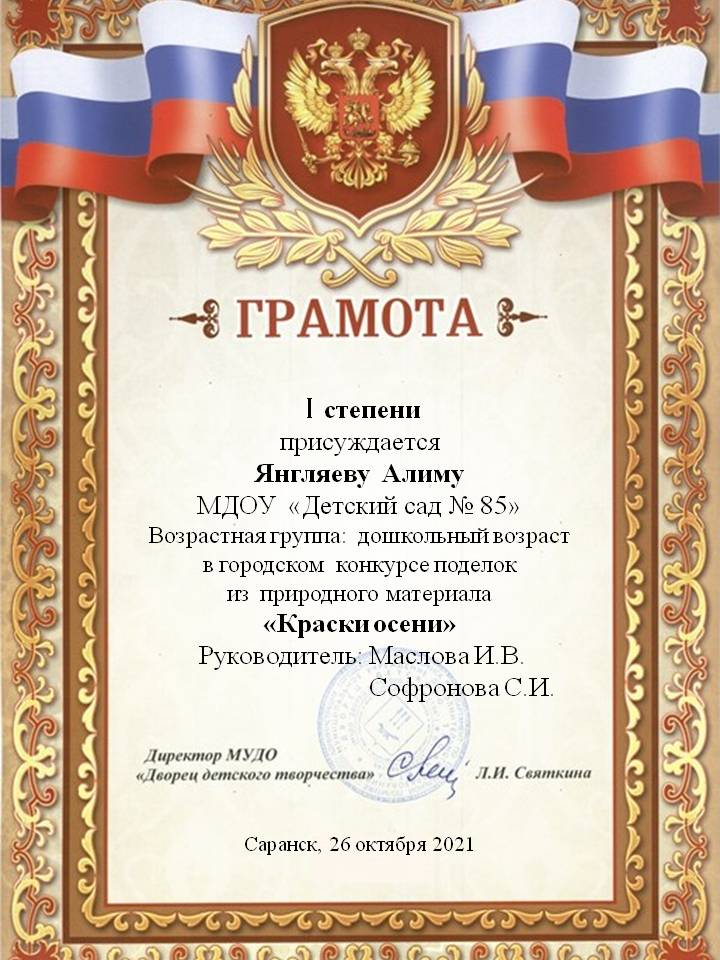 ГРАМОТА
I степени
присуждается
Янгляеву Алиму
МДОУ «Детский сад № 85»
Возрастная группа: дошкольный возраст
в городском конкурсе поделок
из природного материала
«Краски осени»
Руководитель: Маслова И.В.
Софронова С.И.
Директор МУДО
«Дворец детского творчества» Л.И. Святкина
Саранск, 26 октября 2021